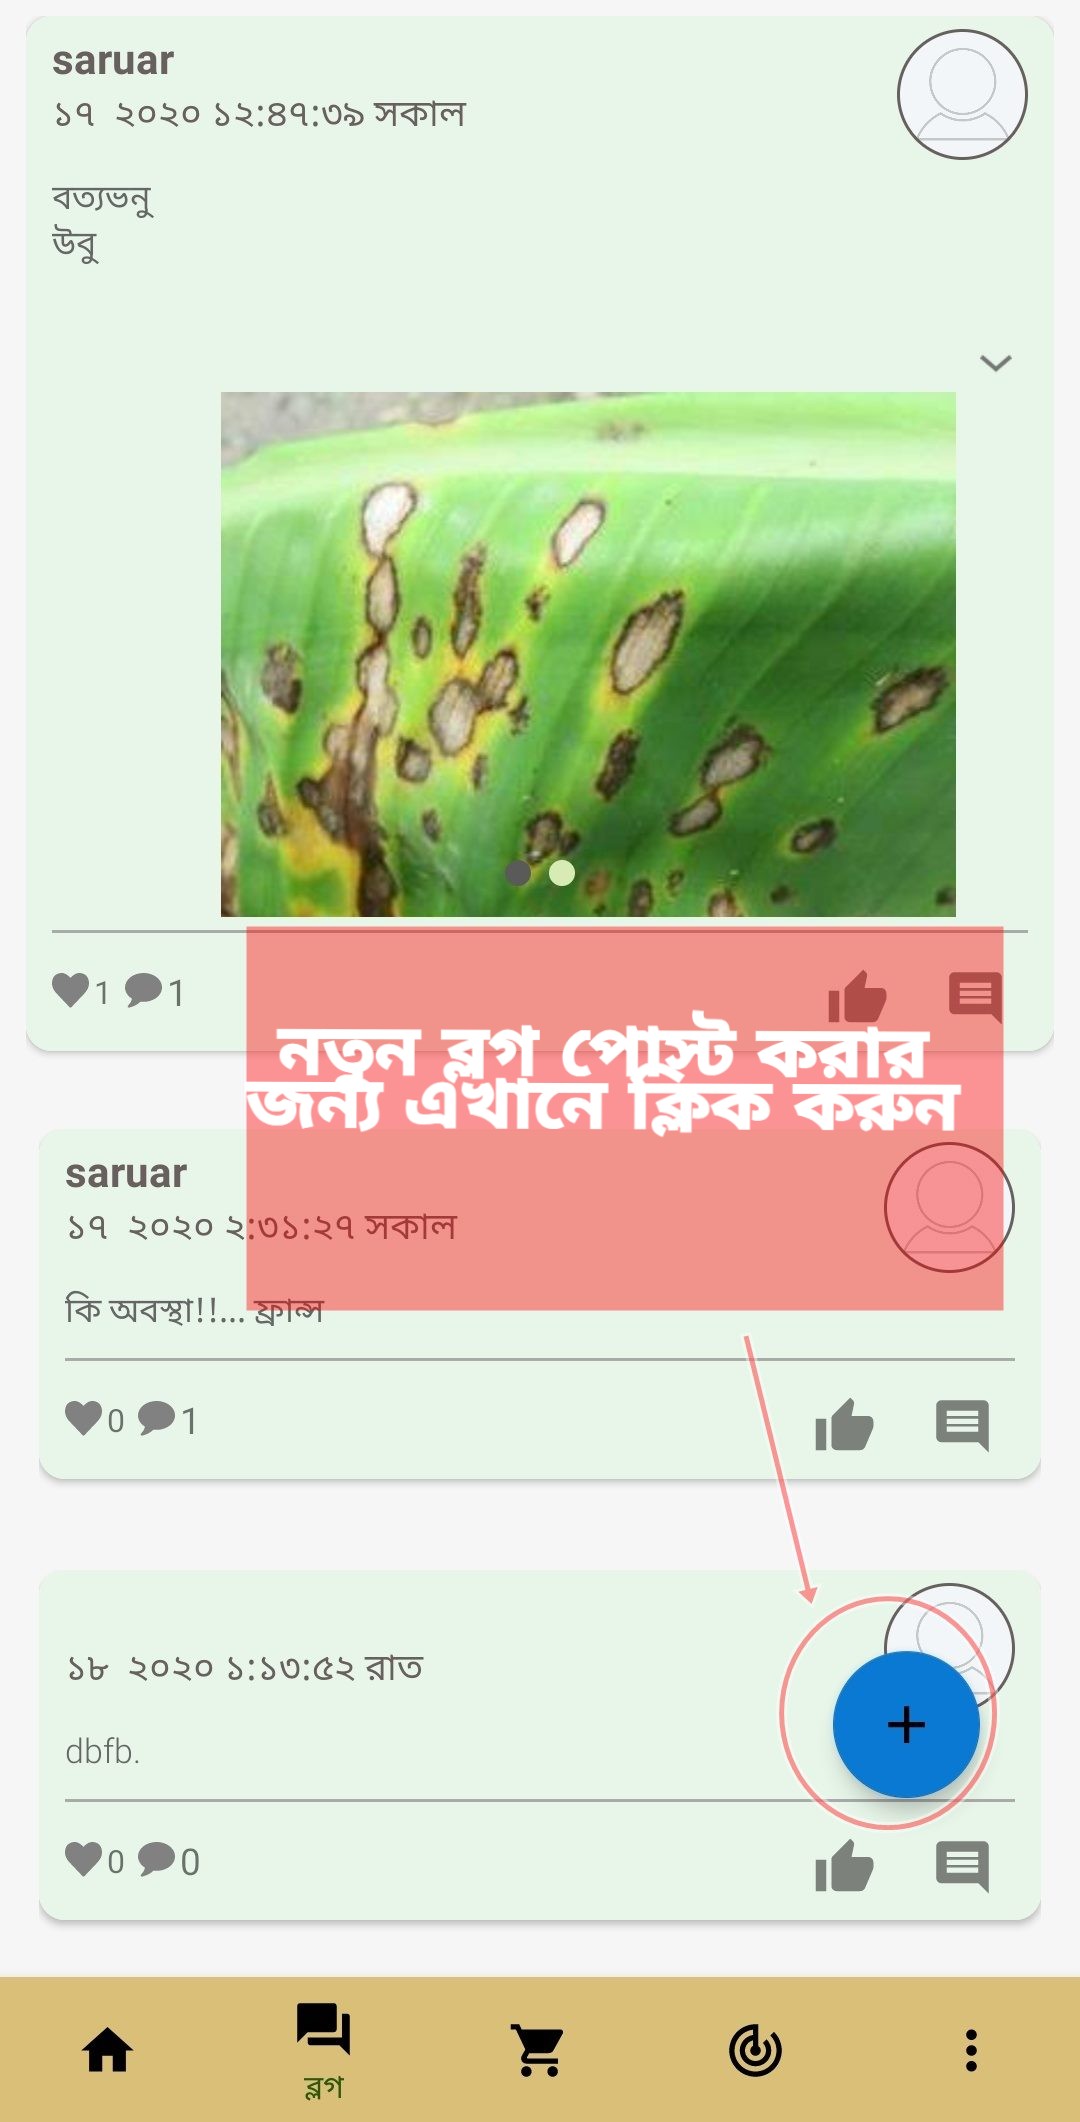 saruar
১৭ ২০২০ ১২:৪৭:৩৯ সকাল
বত্যভনু
উবু
1 1
নতুন ব্লগ পোস্ট করার
জন্য এখানে ক্লিক করুন
saruar
১৭ ২০২০ ২:৩১:২৭ সকাল
কি অবস্থা!!... ফ্রান্স
0 1
১৮ ২০২০ ১:১৩:৫২ রাত
dbfb.
0 0
ব্লগ